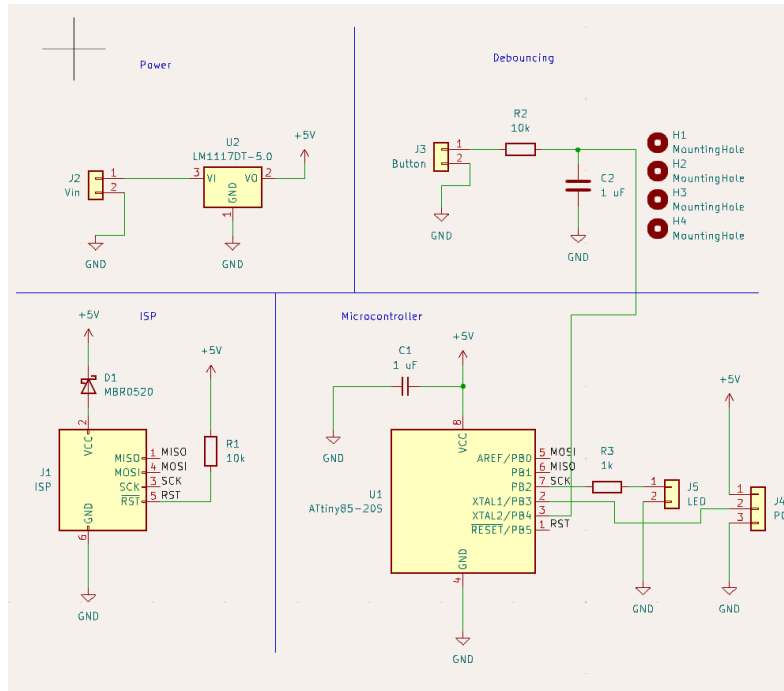 Power
U2
LM1117DT-5.0
+5V
J2
Vin
1
2
3
VI
VO
2
GND
1
GND
GND
Debouncing
R2
10k
J3
Button
1
2
C2
1 uF
GND
GND
H1
MountingHole
H2
MountingHole
H3
MountingHole
H4
MountingHole
ISP
+5V
D1
MBR0520
+5V
2
VCC
J1
ISP
MISO
1
MISO
MOSI
4
MOSI
SCK
3
SCK
RST
5
RST
R1
10k
GND
6
GND
Microcontroller
C1
1 uF
+5V
GND
8
VCC
U1
ATtiny85-20S
AREF/PB0
5
MOSI
PB1
6
MISO
PB2
7
SCK
XTAL1/PB3
2
XTAL2/PB4
3
RESET/PB5
1
RST
GND
4
GND
R3
1k
1
2
J5
LED
GND
+5V
1
2
3
J4
GND